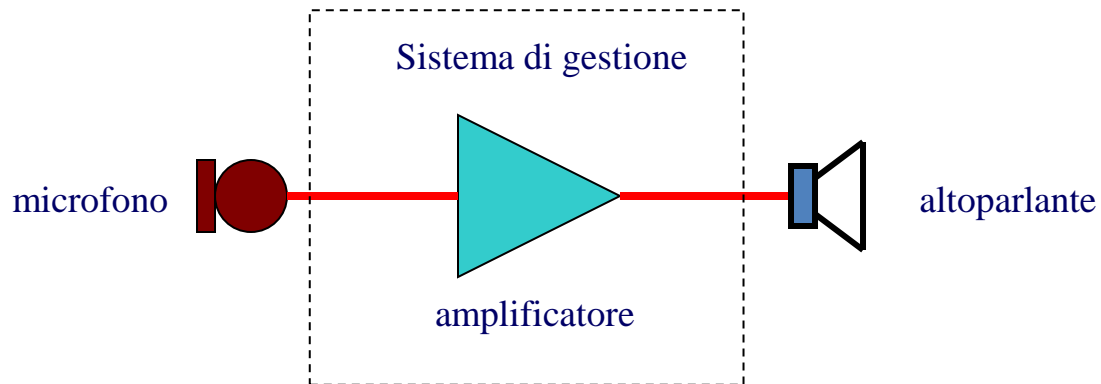 Sistema di gestione
microfono
altoparlante
amplificatore